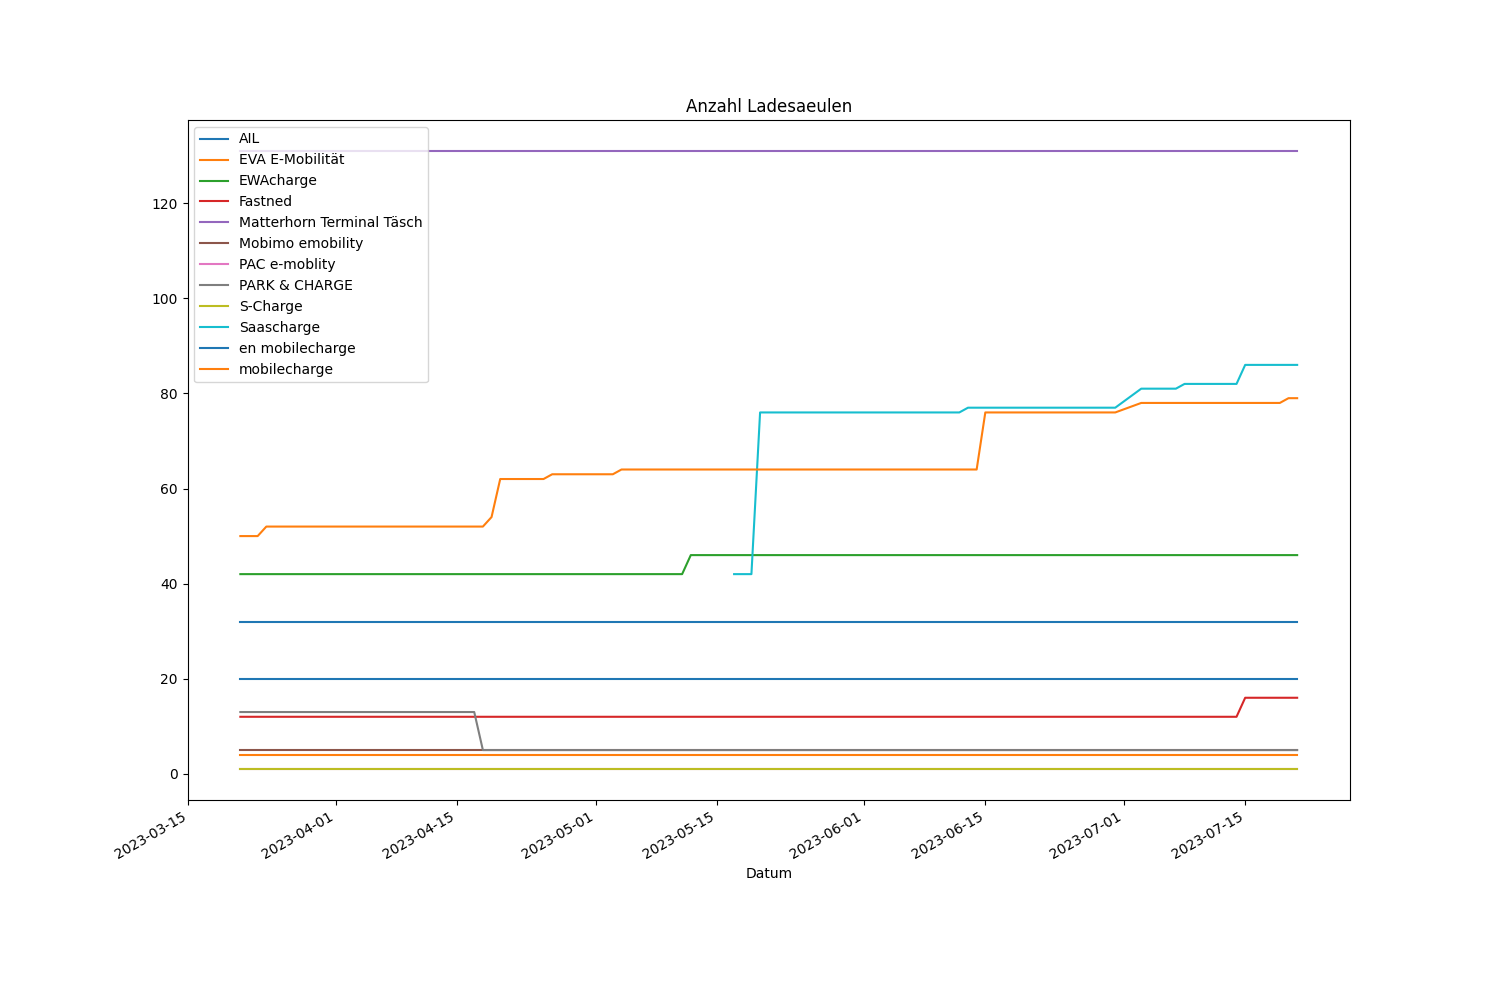 Anzahl Ladesaeulen
AIL
EVA E-Mobilität
EWAcharge
Fastned
Matterhorn Terminal Täsch
Mobimo emobility
PAC e-moblity
PARK & CHARGE
S-Charge
Saascharge
en mobilecharge
mobilecharge
120
100
80
60
40
20
0
2023-03-15
2023-04-01
2023-04-15
2023-05-01
2023-05-15
2023-06-01
2023-06-15
2023-07-01
2023-07-15
Datum